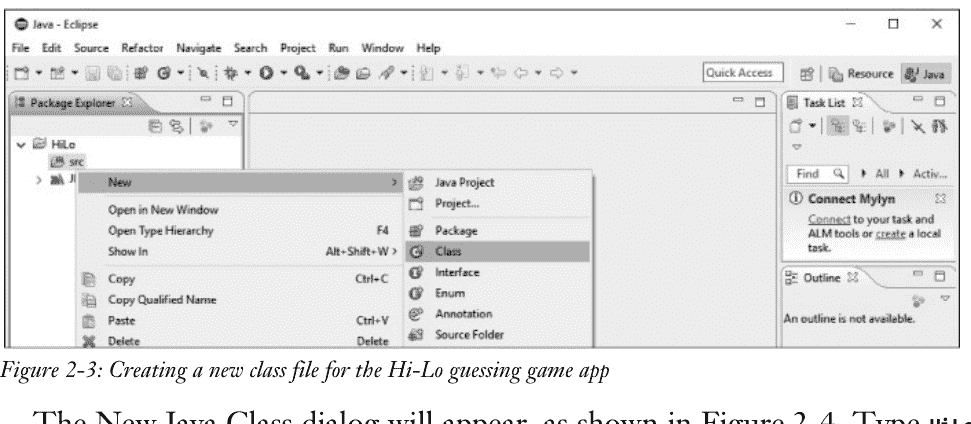 Java - Eclipse
File Edit Source Refactor Navigate Search Project Run Window Help
Quick Access Resource Java
Package Explorer Task List
HiLo
src
New Java Project
Project...
Find All Activ...
Open in New Window
Open Type Hierarchy F4 Package
Show In Alt+Shift+W > Class
Copy Ctrl+C Interface
Copy Qualified Name Enum
Paste Ctrl+V Annotation
Delete Delete Source Folder
Connect Mylyn
Connect to your task and
ALM tools or create a local
task.
Outline
An outline is not available.
Figure 2-3: Creating a new class file for the Hi-Lo guessing game app
The New Java Class dialog will appear, as shown in Figure 2-4. Type